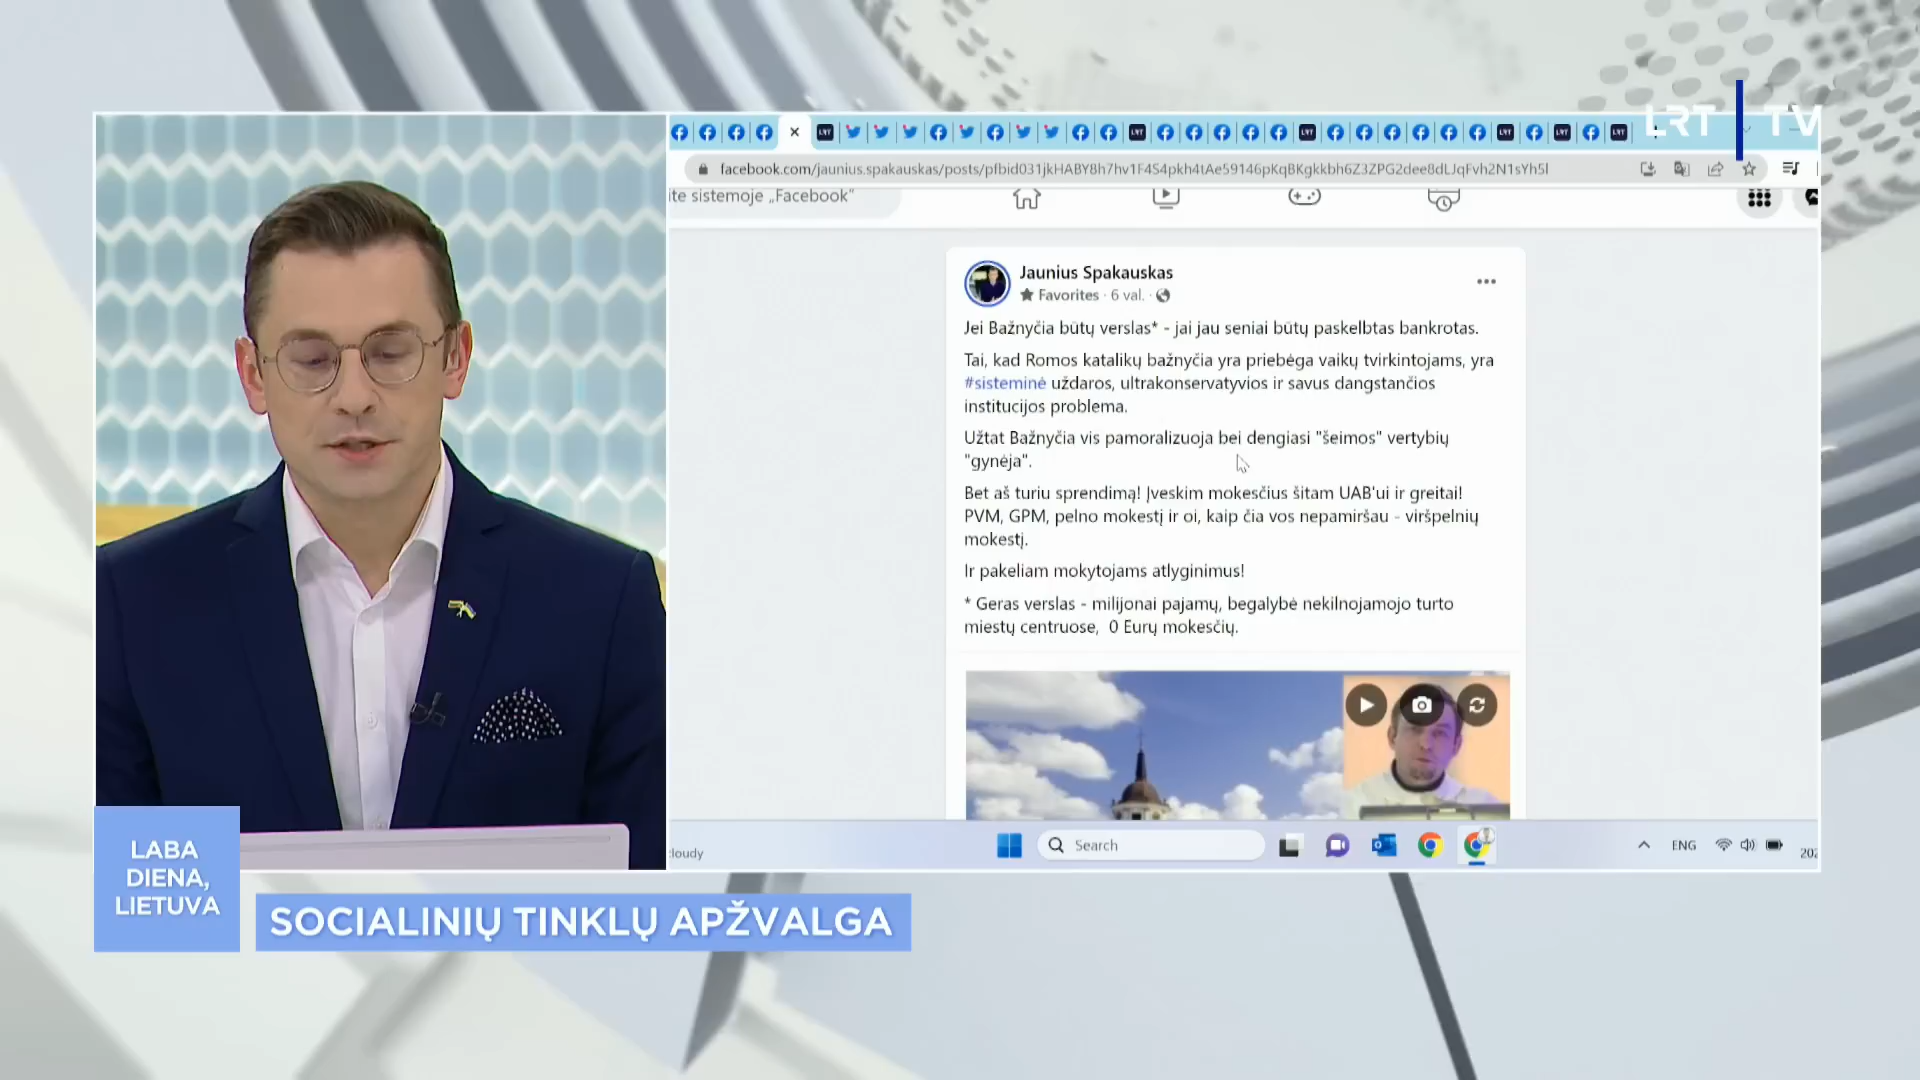 LRT TV
facebook.com/jaunius.spakauskas/posts/pfbid031jkHABY8h7hv1F4S4pkh4tAe59146pKqBKgkkbh6Z3ZPG2dee8dLJqFvh2N1sYh5l
ite sistemoje „Facebook“
Jaunius Spakauskas
Favorites · 6 val. ·
Jei Bažnyčia būtų verslas* - jai jau seniai būtų paskelbtas bankrotas.
Tai, kad Romos katalikų bažnyčia yra priebėga vaikų tvirkintojams, yra
#sisteminė uždaros, ultrakonservatyvios ir savus dangstančios
institucijos problema.
Užtat Bažnyčia vis pamoralizuoja bei dengiasi "šeimos" vertybių
"gynėja".
Bet aš turiu sprendimą! Įveskim mokesčius šitam UAB'ui ir greitai!
PVM, GPM, pelno mokestį ir oi, kaip čia vos nepamiršau - viršpelnių
mokestį.
Ir pakeliam mokytojams atlyginimus!
* Geras verslas - milijonai pajamų, begalybė nekilnojamojo turto
miestų centruose, 0 Eurų mokesčių.
cloudy
Search
ENG
202
LABA
DIENA,
LIETUVA
SOCIALINIŲ TINKLŲ APŽVALGA